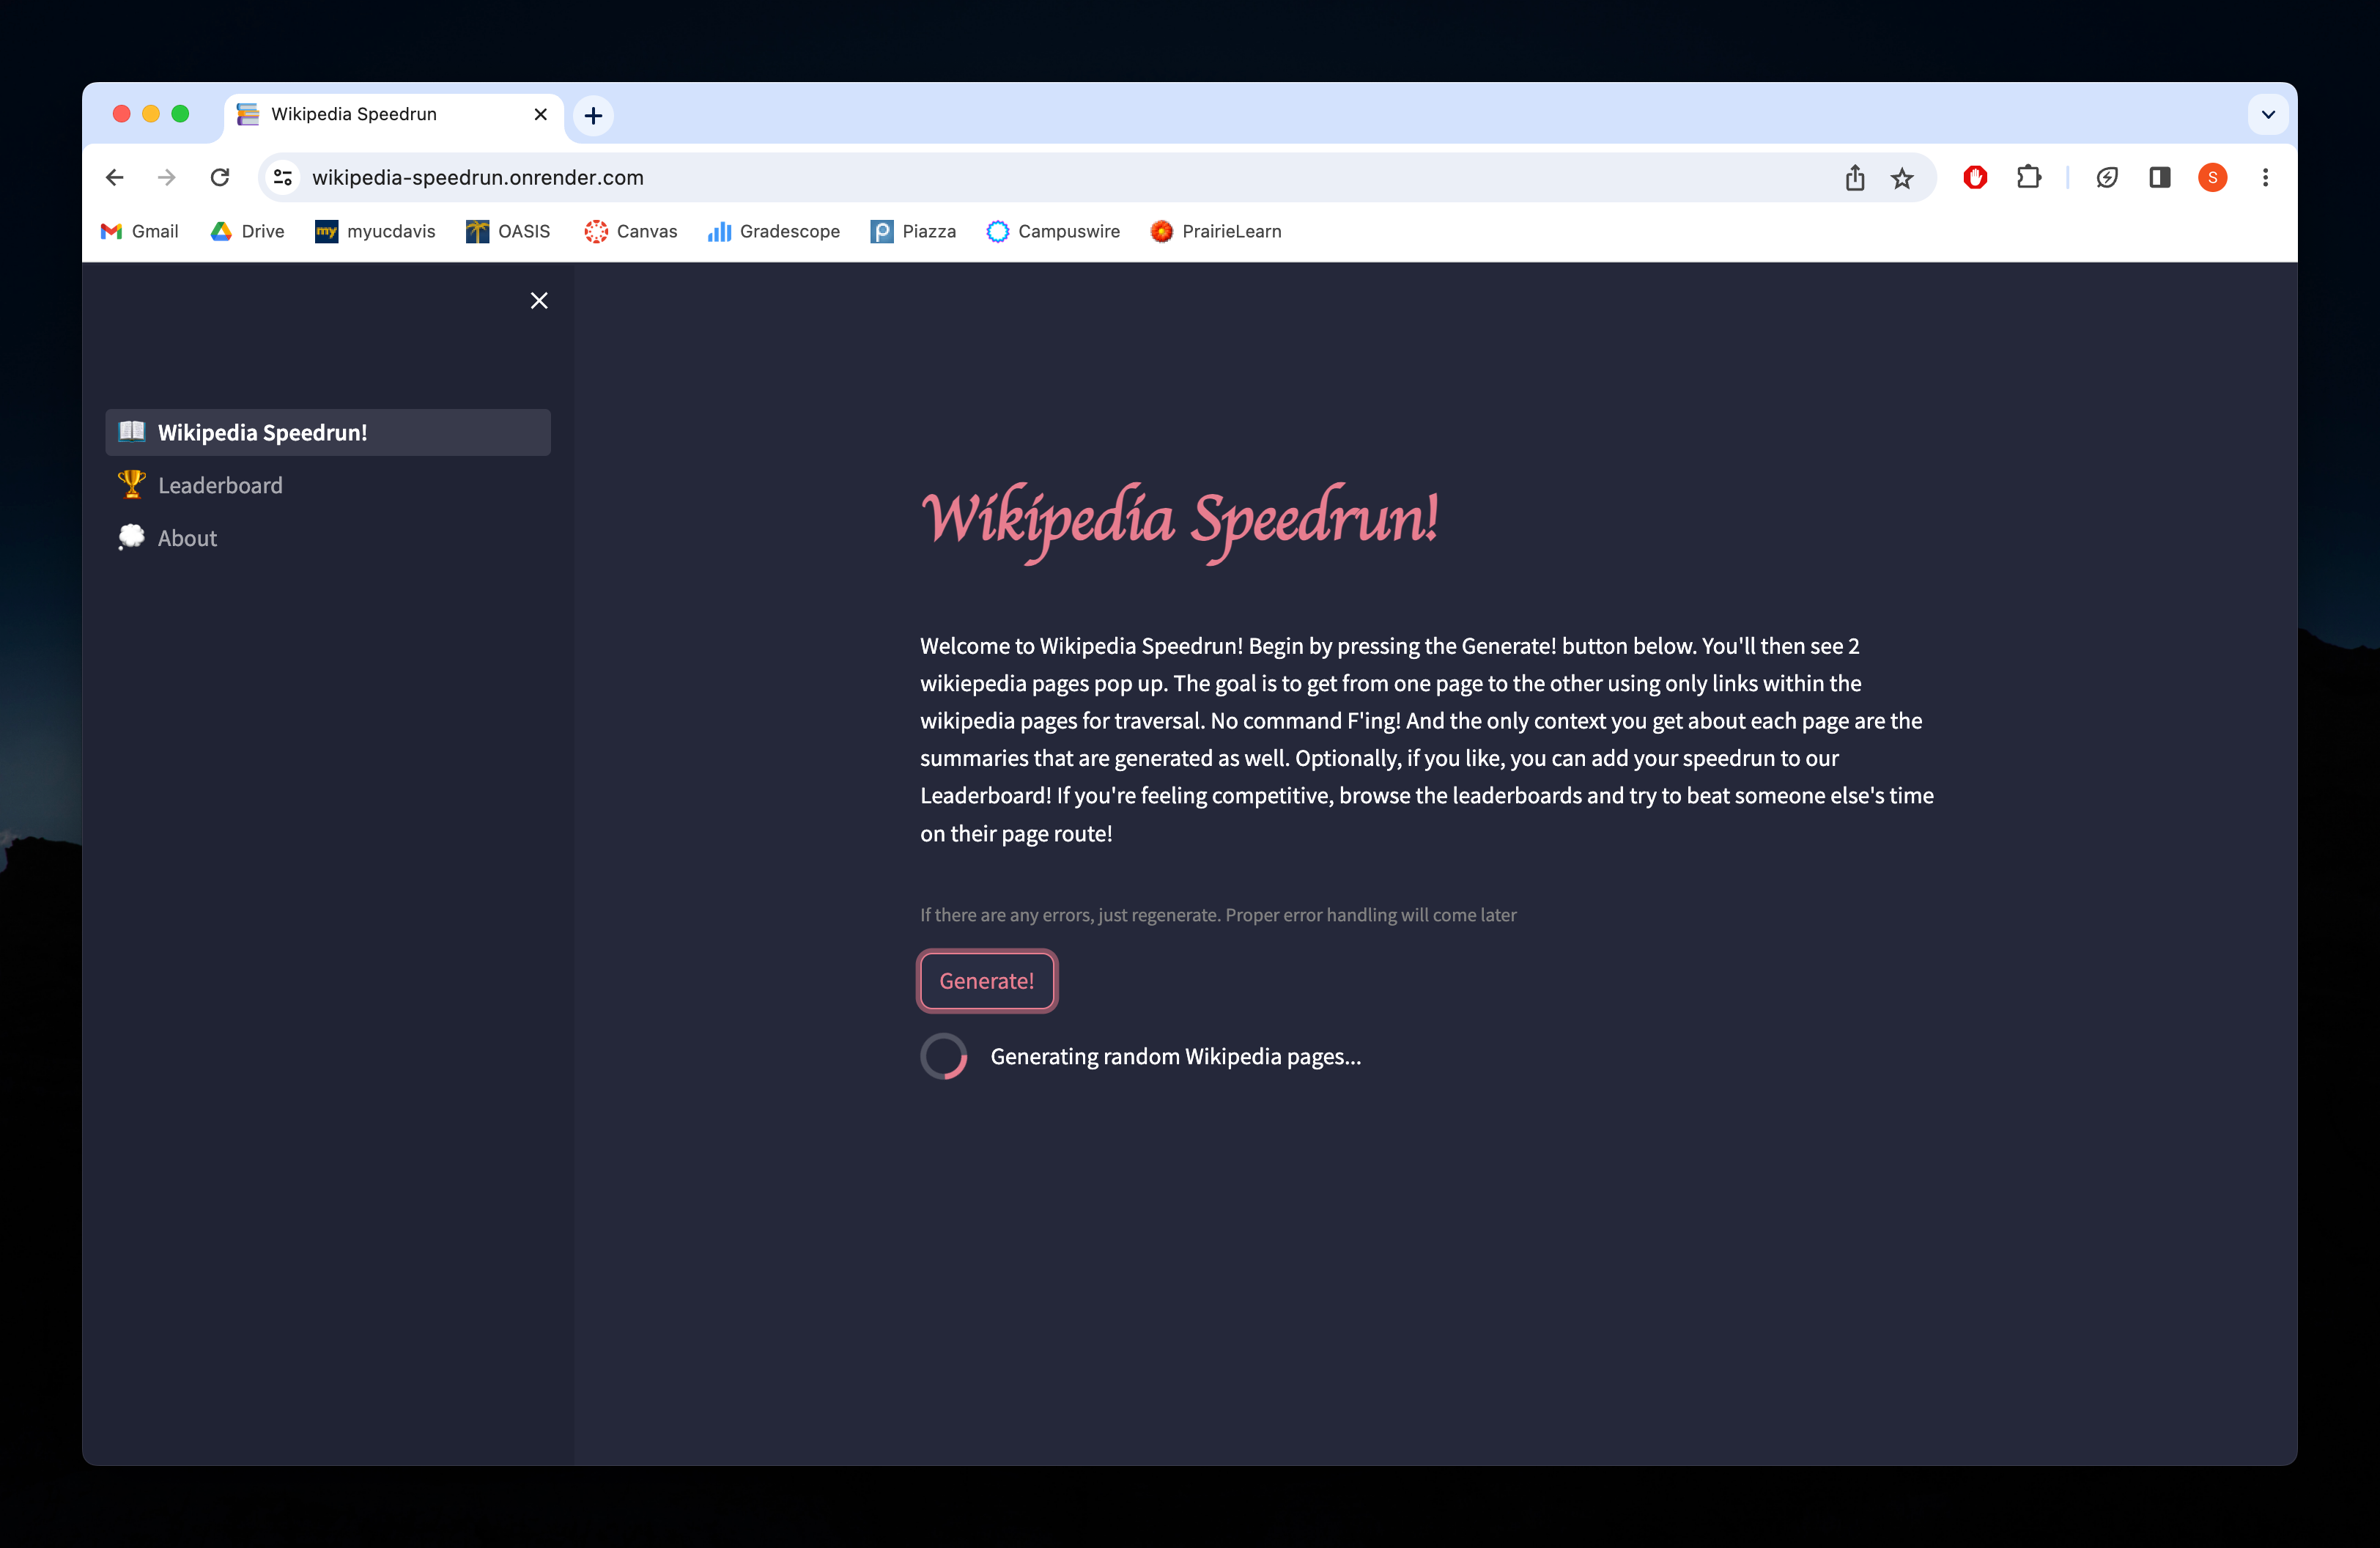 Wikipedia Speedrun
wikipedia-speedrun.onrender.com
S
Gmail
Drive
my
myucdavis
OASIS
Canvas
Gradescope
P
Piazza
Campuswire
PrairieLearn
Wikipedia Speedrun!
Leaderboard
About
Wikipedia Speedrun!
Welcome to Wikipedia Speedrun! Begin by pressing the Generate! button below. You'll then see 2
wikiepedia pages pop up. The goal is to get from one page to the other using only links within the
wikipedia pages for traversal. No command F'ing! And the only context you get about each page are the
summaries that are generated as well. Optionally, if you like, you can add your speedrun to our
Leaderboard! If you're feeling competitive, browse the leaderboards and try to beat someone else's time
on their page route!
If there are any errors, just regenerate. Proper error handling will come later
Generate!
Generating random Wikipedia pages...